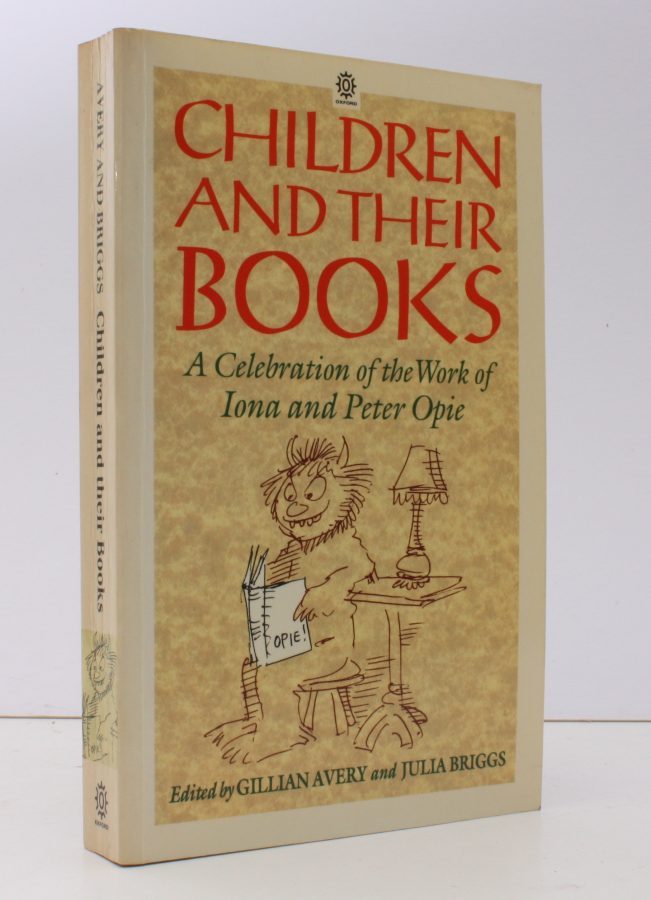 OXFORD
CHILDREN
AND THEIR
BOOKS
A Celebration of the Work of
Iona and Peter Opie
OPIE!
Edited by GILLIAN AVERY and JULIA BRIGGS
AVERY AND BRIGGS Children and their Books
OPIE
OXFORD